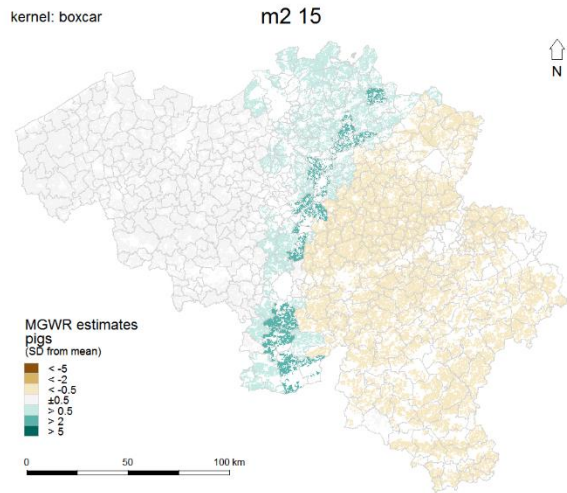 kernel: boxcar
m2 15
N
MGWR estimates
pigs
(SD from mean)
< -5
< -2
< -0.5
±0.5
> 0.5
> 2
> 5
0 50 100 km